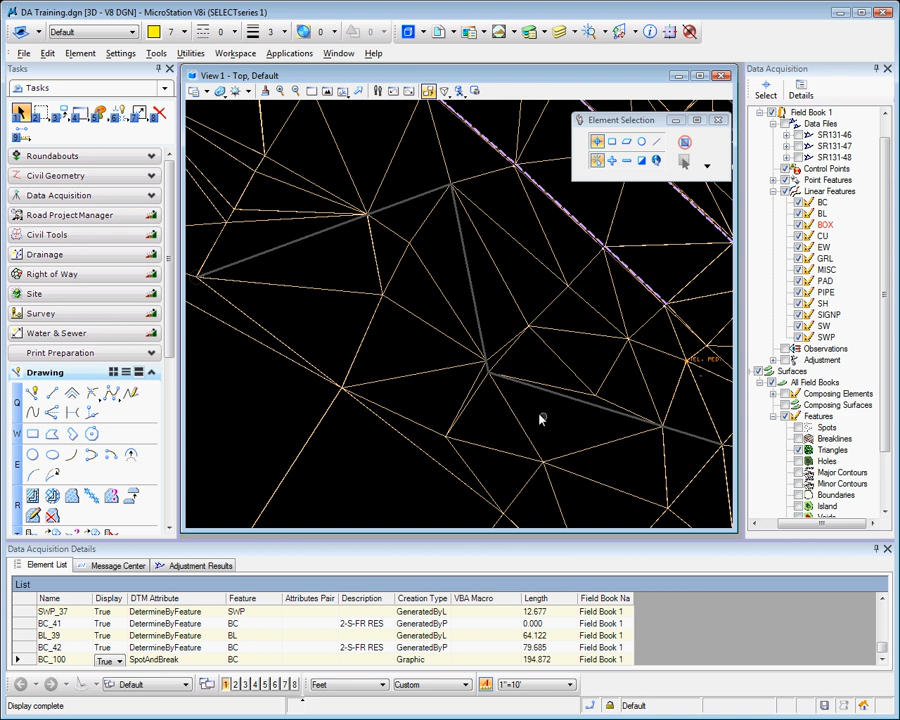 DA Training.dgn [3D - V8 DGN] - MicroStation V8i (SELECTseries 1)
Default 7 0 3 0 0
File Edit Element Settings Tools Utilities Workspace Applications Window Help
Tasks
Tasks
Roundabouts
Civil Geometry
Data Acquisition
Road ProjectManager
Civil Tools
Drainage
Right of Way
Site
Survey
Water & Sewer
Print Preparation
Drawing
Q
W
E
R
View 1 - Top, Default
Element Selection
Data Acquisition
Select Details
Field Book 1
Data Files
SR131-46
SR131-47
SR131-48
Control Points
Point Features
Linear Features
BC
BL
BOX
CU
EW
GRL
MISC
PAD
PIPE
SH
SIGNP
SW
SWP
Observations
Adjustment
Surfaces
All Field Books
Composing Elements
Composing Surfaces
Features
Spots
Breaklines
Triangles
Holes
Major Contours
Minor Contours
Boundaries
Island
Voids
Data Acquisition Details
Element List Message Center Adjustment Results
List
Name Display DTM Attribute Feature Attributes Pair Description Creation Type VBA Macro Length Field Book Na
SWP_37 True DetermineByFeature SWP GeneratedByL 12.677 Field Book 1
BC_41 True DetermineByFeature BC 2-S-FR RES GeneratedByP 0.000 Field Book 1
BL_39 True DetermineByFeature BL GeneratedByL 64.122 Field Book 1
BC_42 True DetermineByFeature BC 2-S-FR RES GeneratedByP 79.685 Field Book 1
BC_100 True SpotAndBreak BC Graphic 194.872 Field Book 1
Default 1 2 3 4 5 6 7 8 Feet Custom 1"=10'
Display complete Default